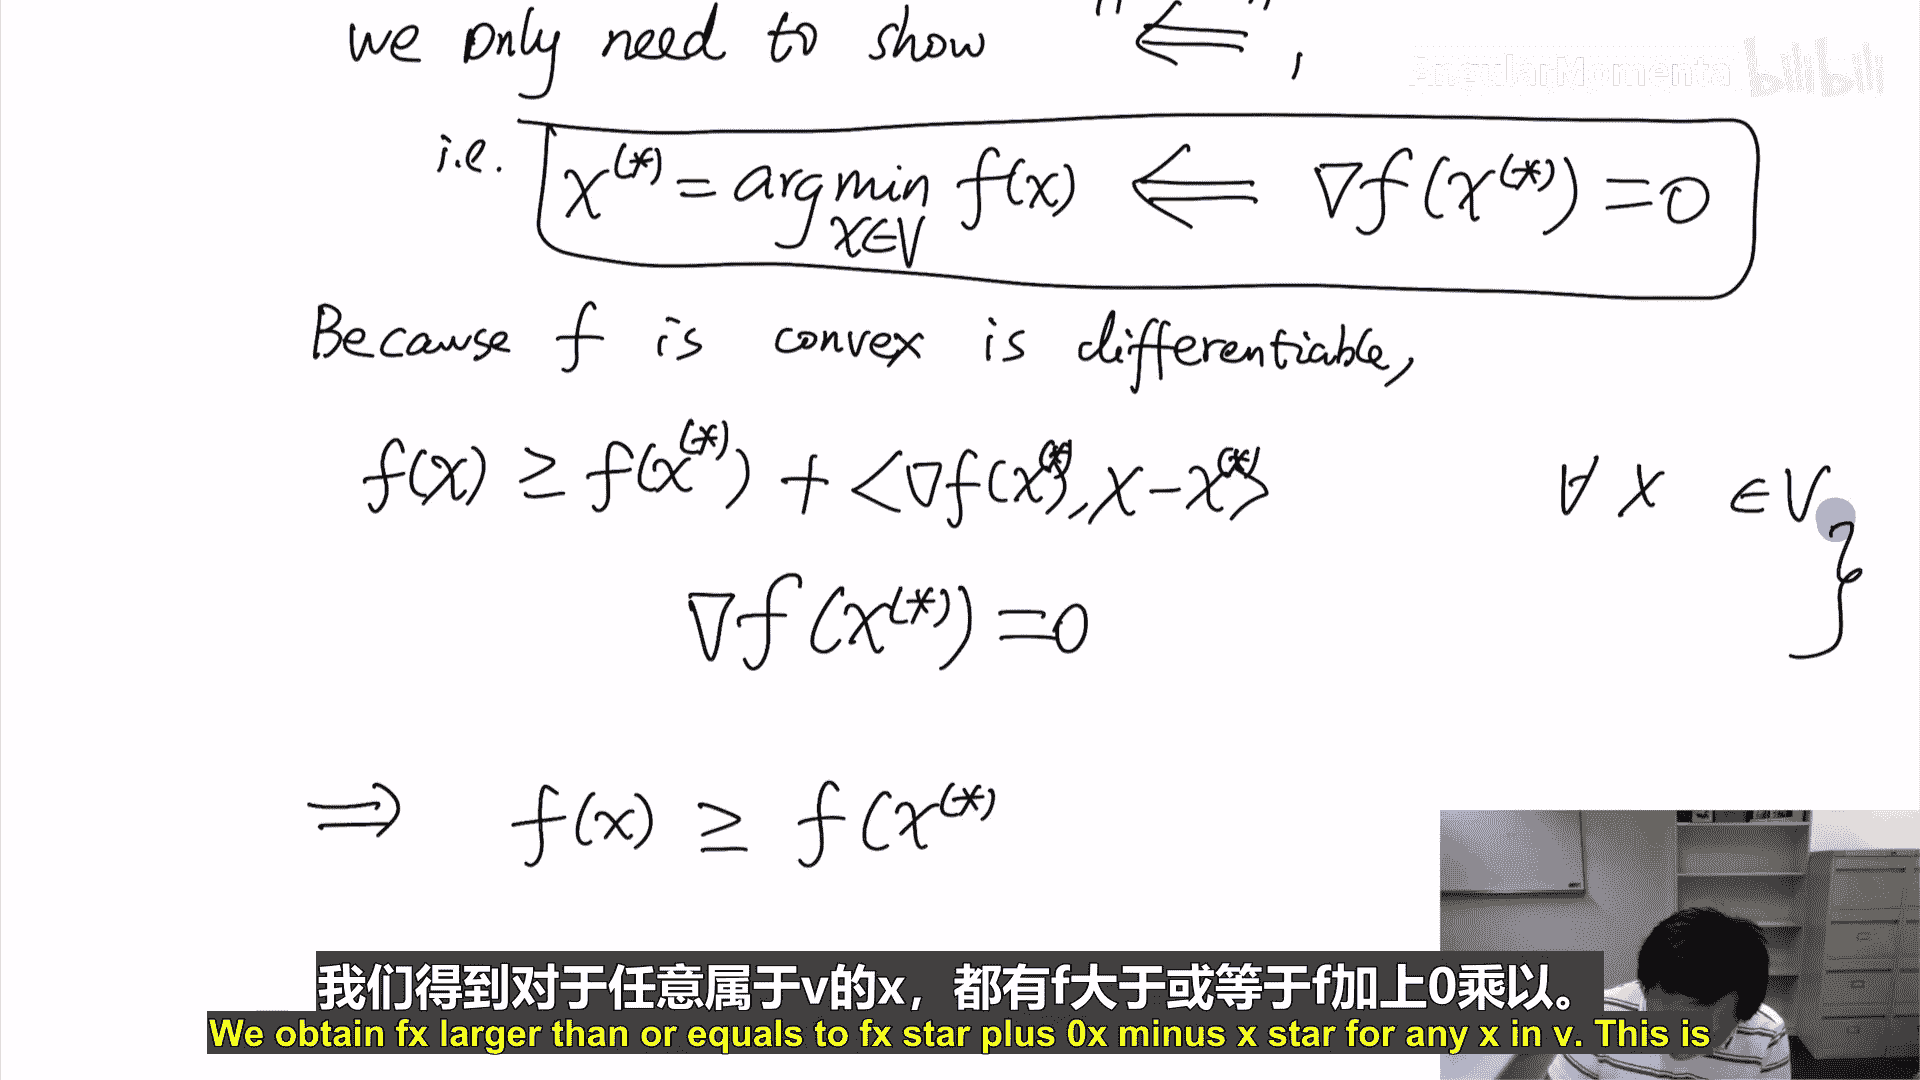 we only need to show "⟸",
AngularMomenta bilibili
i.e. x^(*) = argmin_{x∈V} f(x) ⟸ ∇f(x^(*)) = 0
Because f is convex is differentiable,
f(x) ≥ f(x^(*)) + <∇f(x^(*)), x - x^(*)> ∀ x ∈ V }
∇f(x^(*)) = 0
⟹ f(x) ≥ f(x^(*)
我们得到对于任意属于v的x，都有f大于或等于f加上0乘以。
We obtain fx larger than or equals to fx star plus 0x minus x star for any x in v. This is